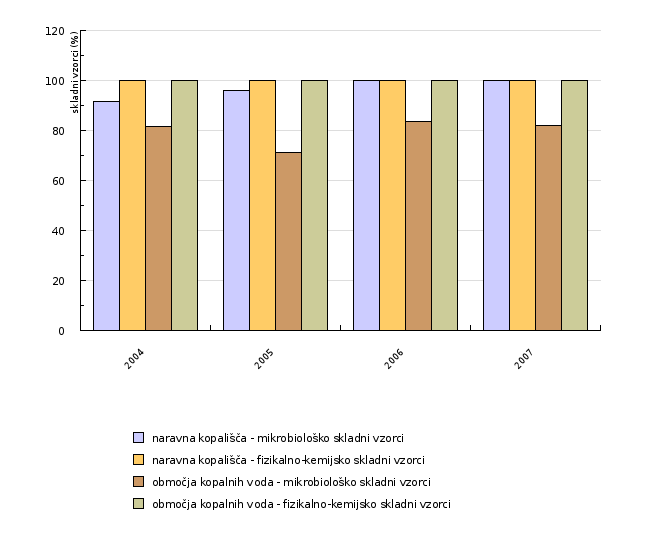 120
skladni vzorci (%)
100
80
60
40
20
0
2004
2005
2006
2007
naravna kopališča - mikrobiološko skladni vzorci
naravna kopališča - fizikalno-kemijsko skladni vzorci
območja kopalnih voda - mikrobiološko skladni vzorci
območja kopalnih voda - fizikalno-kemijsko skladni vzorci